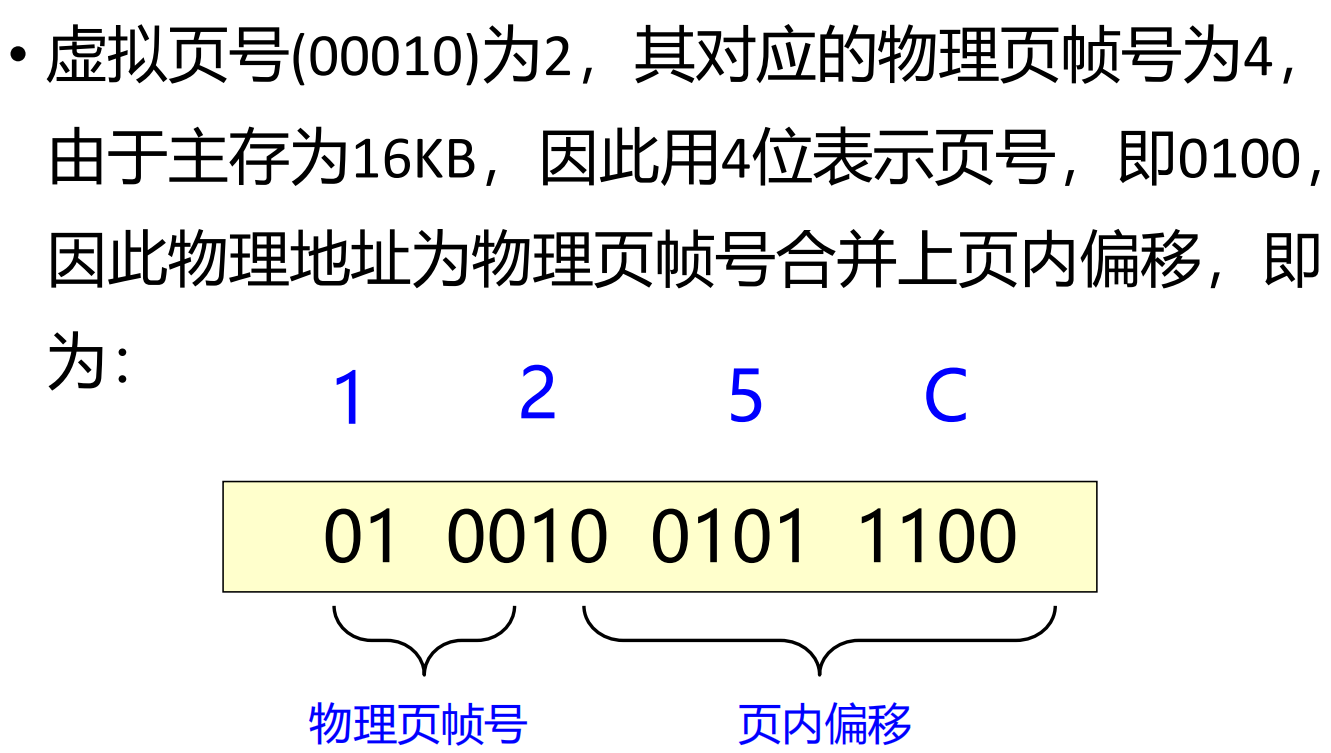 • 虚拟页号(00010)为2，其对应的物理页帧号为4，
由于主存为16KB，因此用4位表示页号，即0100，
因此物理地址为物理页帧号合并上页内偏移，即
为：
1 2 5 C
01 0010 0101 1100
物理页帧号 页内偏移